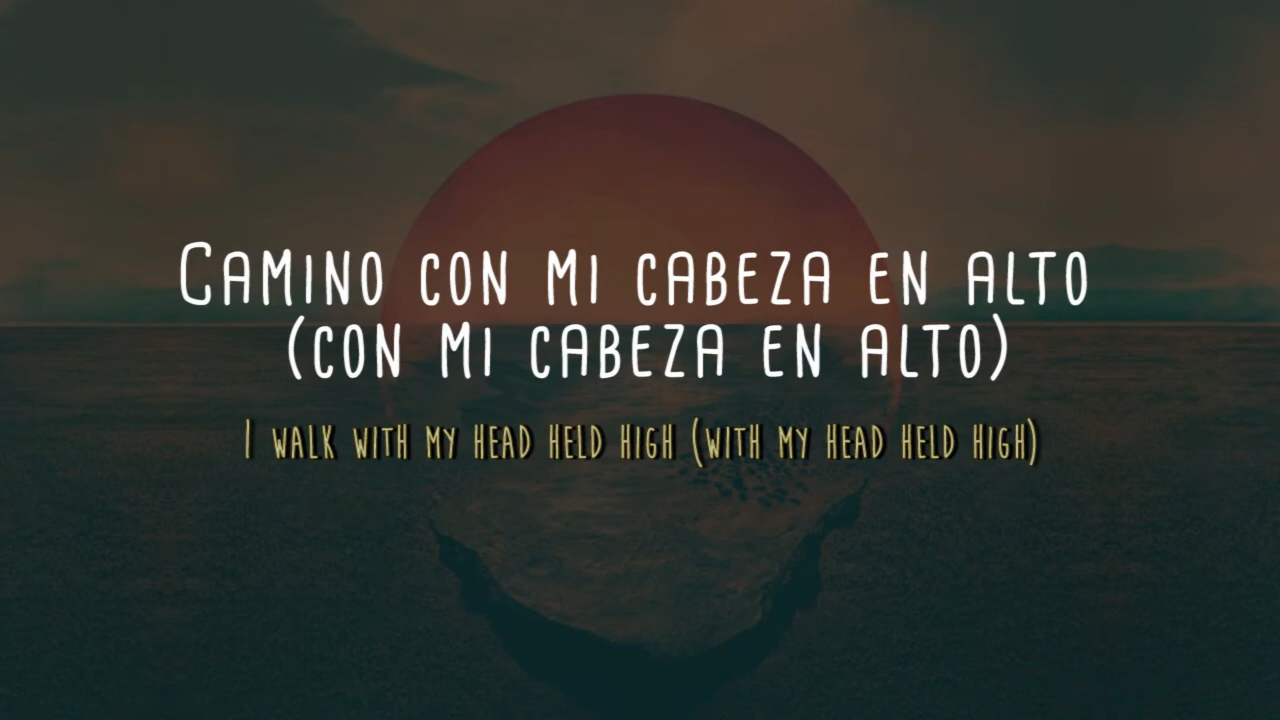 Camino con mi cabeza en alto
(con mi cabeza en alto)
I walk with my head held high (with my head held high)